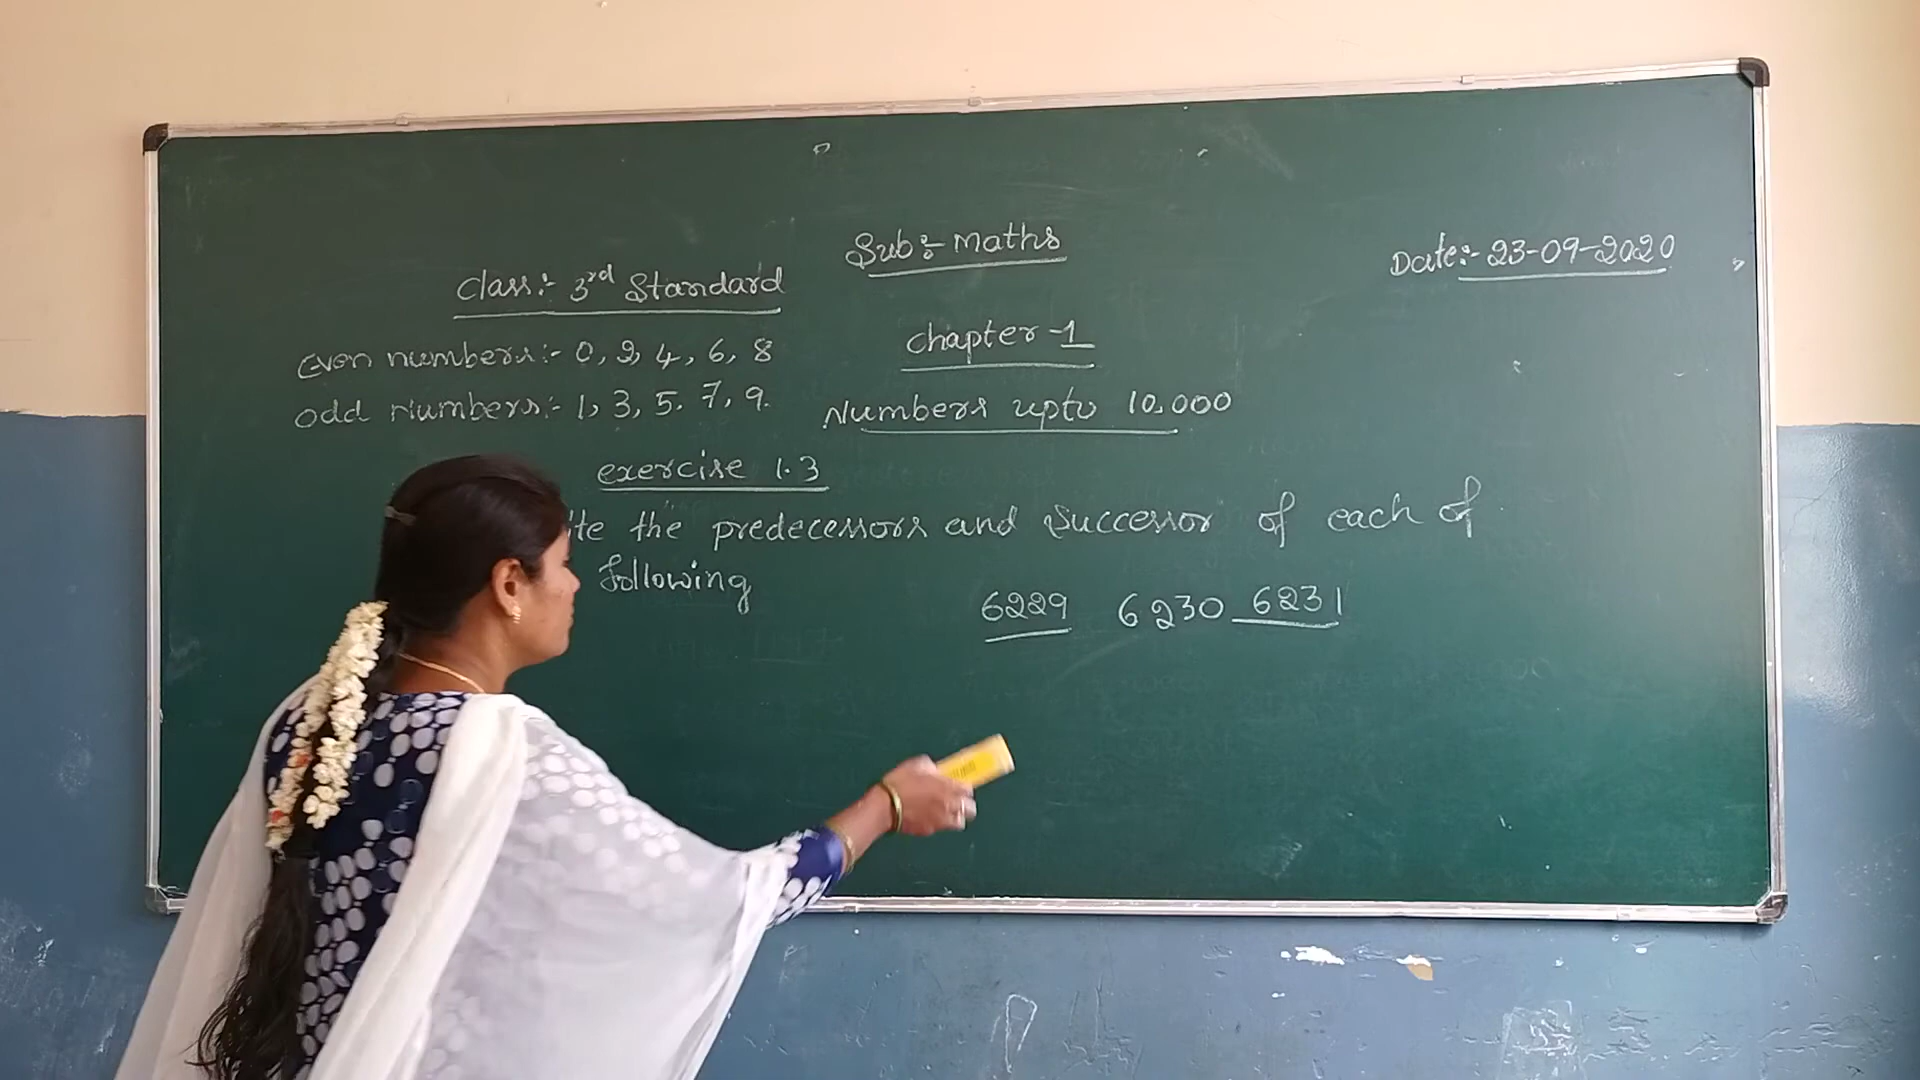 Sub:- Maths
Date:- 23-09-2020
Class:- 3rd Standard
Chapter-1
Even numbers:- 0, 2, 4, 6, 8
odd Numbers:- 1, 3, 5, 7, 9.
Numbers upto 10,000
exercise 1.3
the predecessors and Successor of each of
following
6229 6230 6231